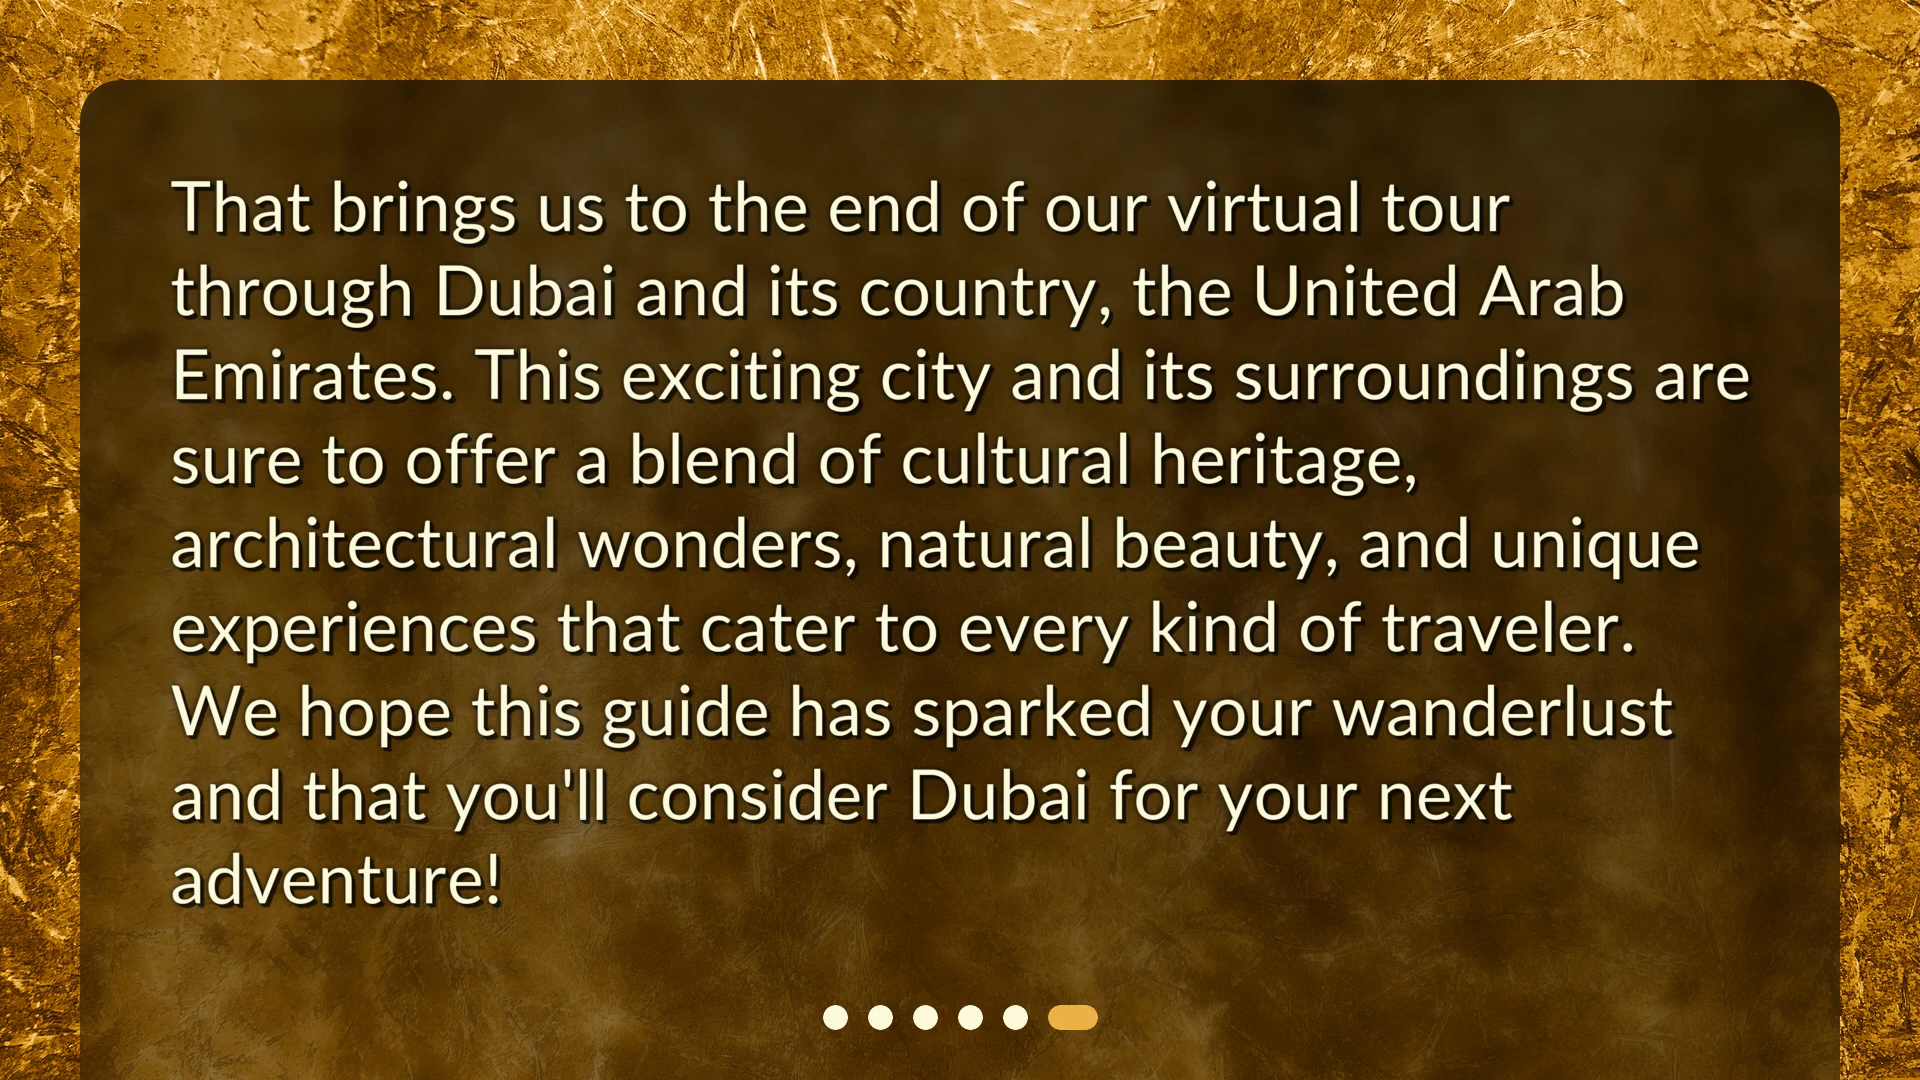 That brings us to the end of our virtual tour
through Dubai and its country, the United Arab
Emirates. This exciting city and its surroundings are
sure to offer a blend of cultural heritage,
architectural wonders, natural beauty, and unique
experiences that cater to every kind of traveler.
We hope this guide has sparked your wanderlust
and that you'll consider Dubai for your next
adventure!